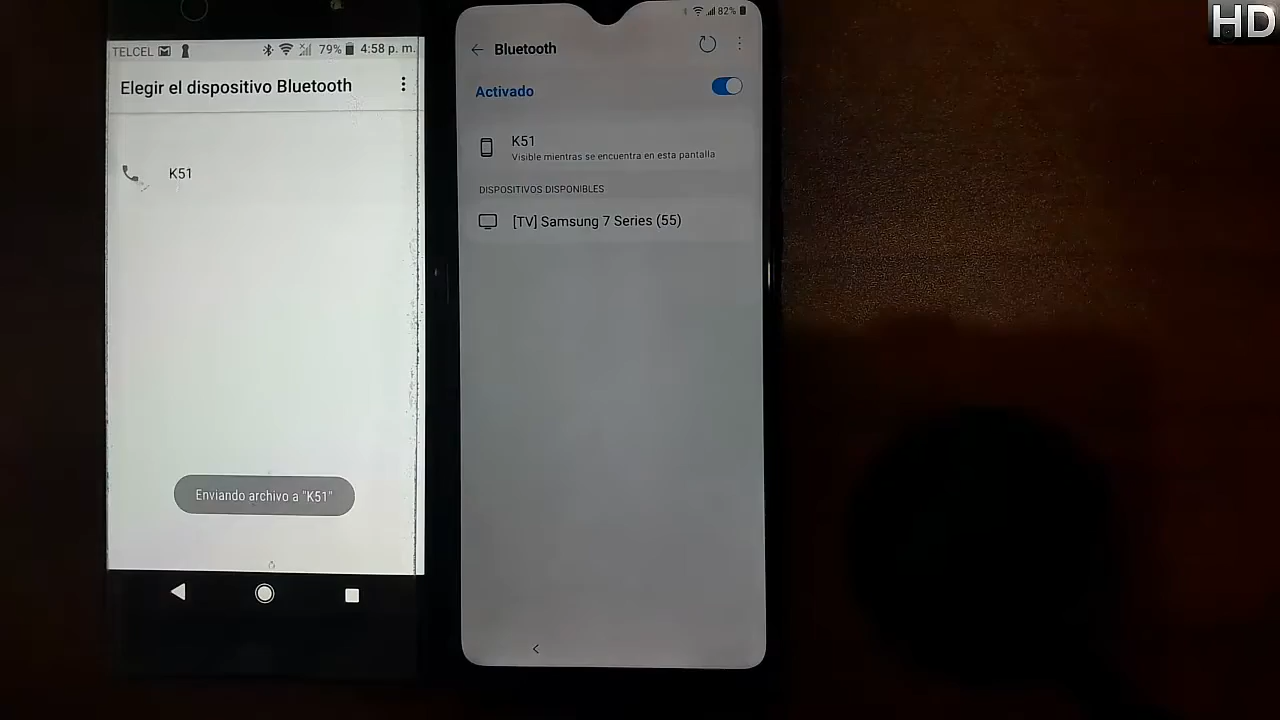 TELCEL 79% 4:58 p. m.
Elegir el dispositivo Bluetooth
K51
Enviando archivo a "K51"
82%
Bluetooth
Activado
K51
Visible mientras se encuentra en esta pantalla
DISPOSITIVOS DISPONIBLES
[TV] Samsung 7 Series (55)
HD